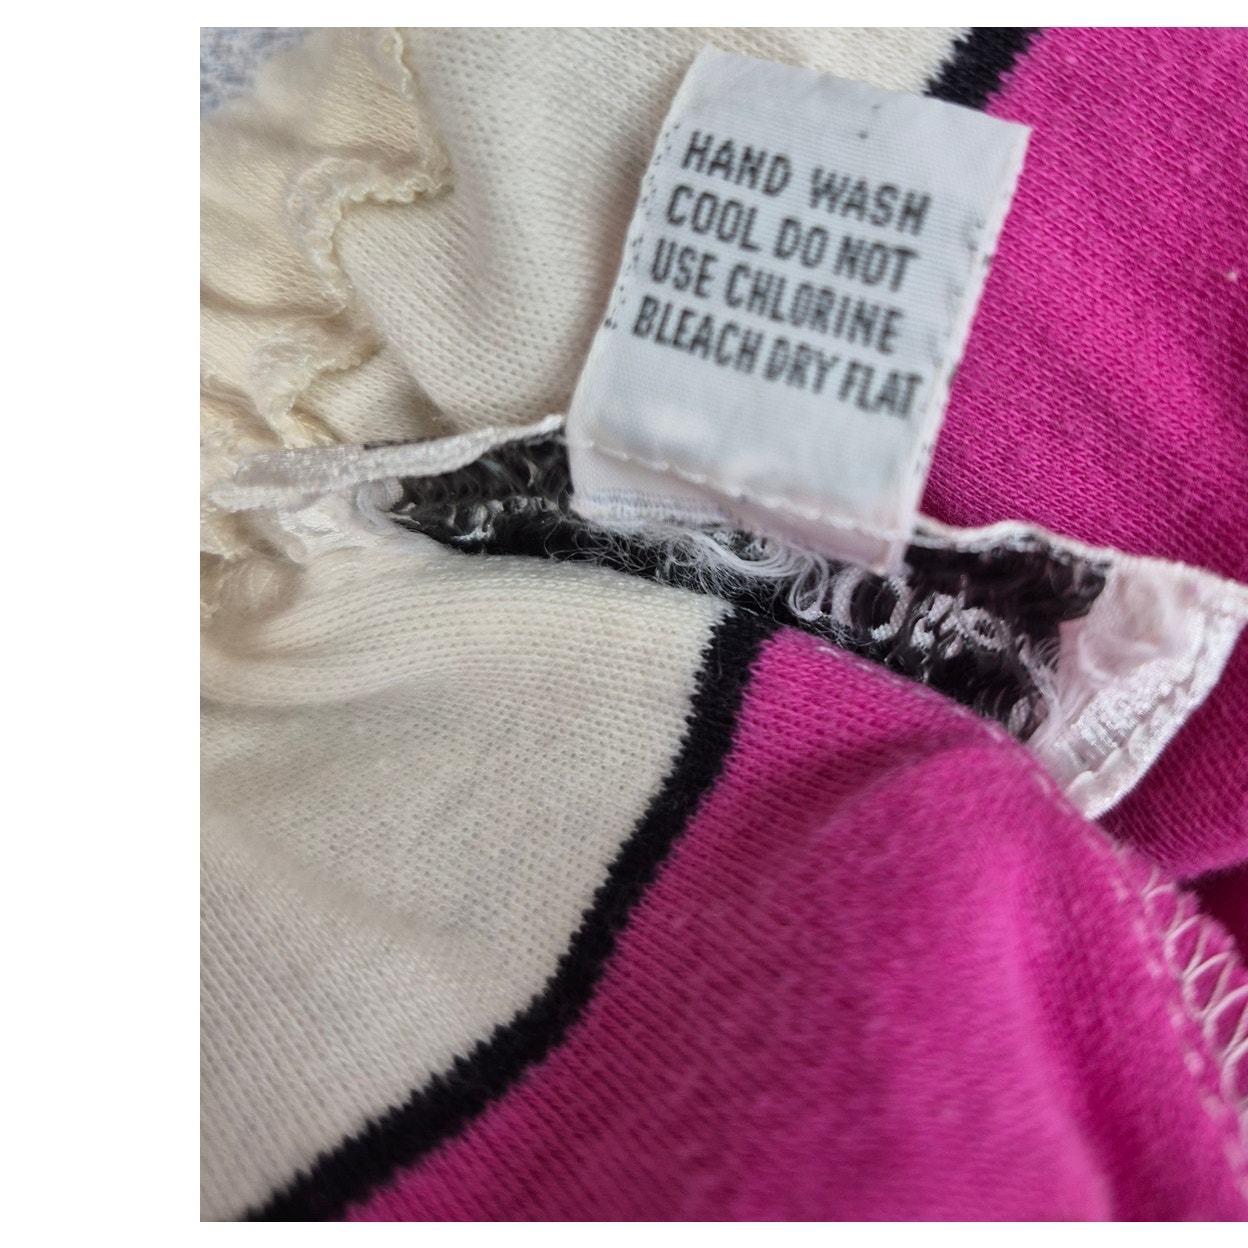 HAND WASH
COOL DO NOT
USE CHLORINE
BLEACH DRY FLAT